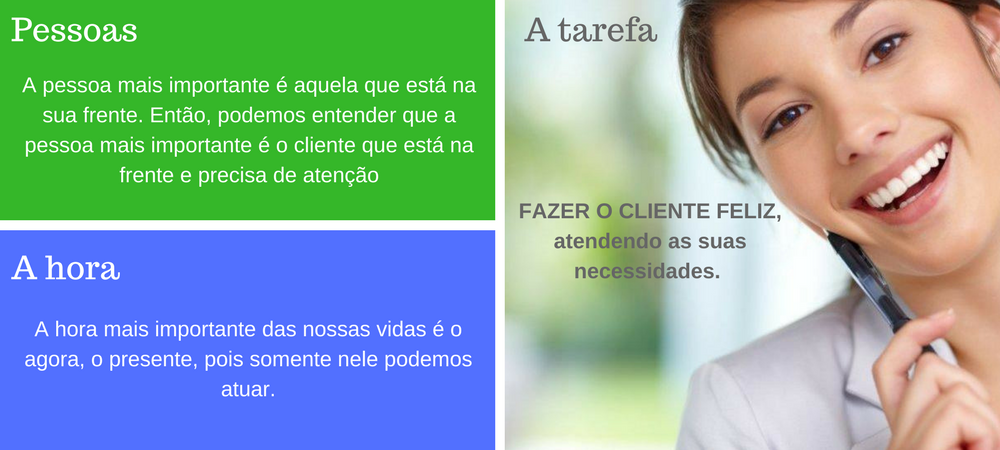 Pessoas
A pessoa mais importante é aquela que está na
sua frente. Então, podemos entender que a
pessoa mais importante é o cliente que está na
frente e precisa de atenção
A hora
A hora mais importante das nossas vidas é o
agora, o presente, pois somente nele podemos
atuar.
A tarefa
FAZER O CLIENTE FELIZ,
atendendo as suas
necessidades.